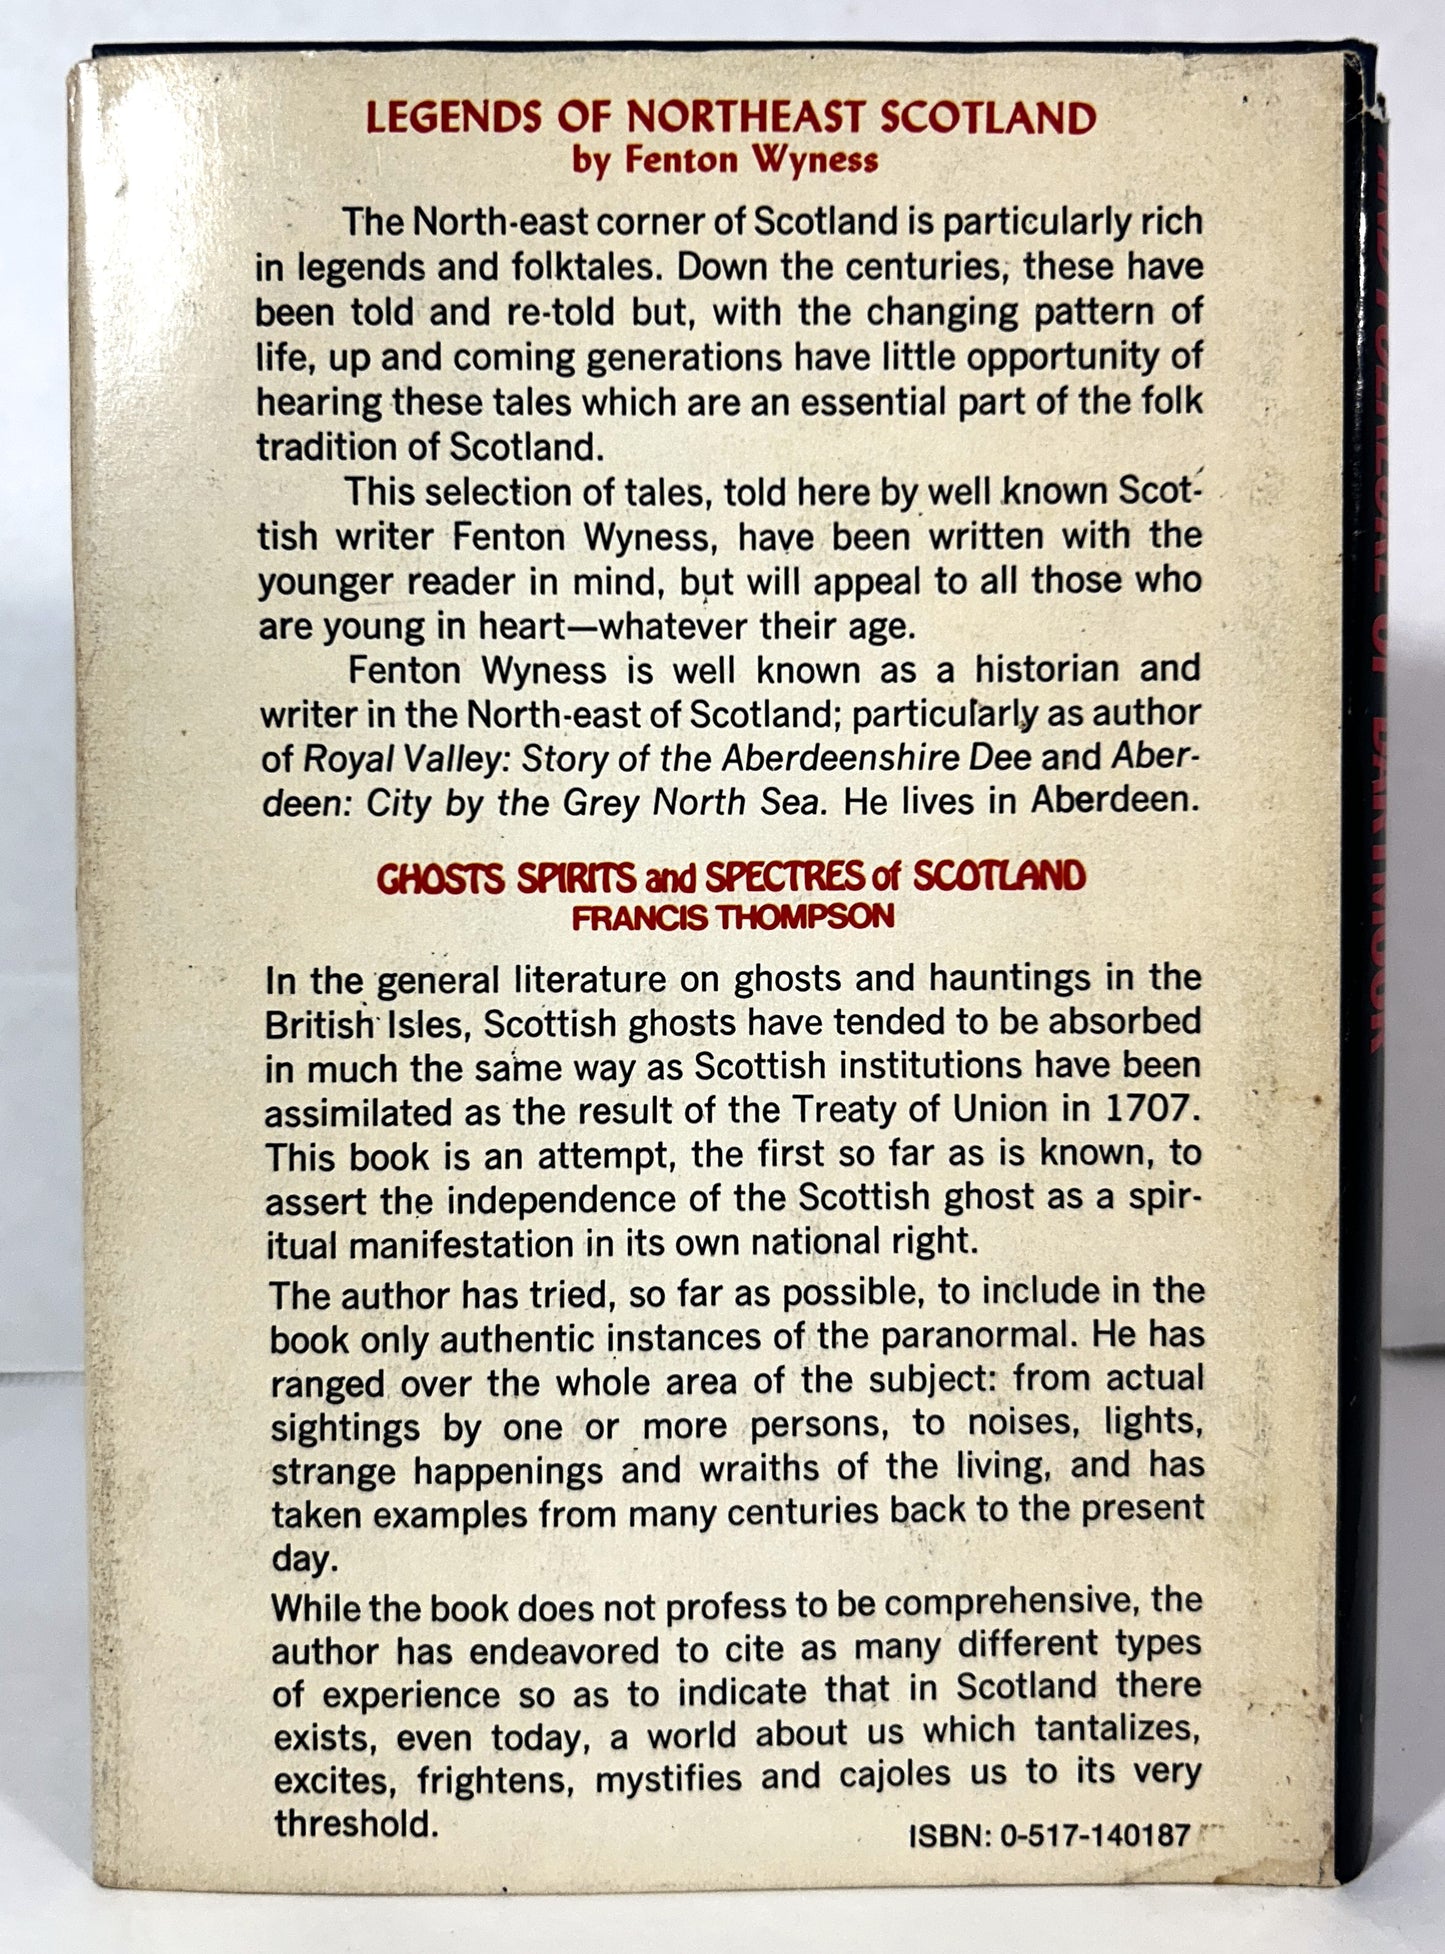 LEGENDS OF NORTHEAST SCOTLAND
by Fenton Wyness
The North-east corner of Scotland is particularly rich
in legends and folktales. Down the centuries, these have
been told and re-told but, with the changing pattern of
life, up and coming generations have little opportunity of
hearing these tales which are an essential part of the folk
tradition of Scotland.
This selection of tales, told here by well known Scot-
tish writer Fenton Wyness, have been written with the
younger reader in mind, but will appeal to all those who
are young in heart—whatever their age.
Fenton Wyness is well known as a historian and
writer in the North-east of Scotland; particularly as author
of Royal Valley: Story of the Aberdeenshire Dee and Aber-
deen: City by the Grey North Sea. He lives in Aberdeen.
GHOSTS SPIRITS and SPECTRES of SCOTLAND
FRANCIS THOMPSON
In the general literature on ghosts and hauntings in the
British Isles, Scottish ghosts have tended to be absorbed
in much the same way as Scottish institutions have been
assimilated as the result of the Treaty of Union in 1707.
This book is an attempt, the first so far as is known, to
assert the independence of the Scottish ghost as a spir-
itual manifestation in its own national right.
The author has tried, so far as possible, to include in the
book only authentic instances of the paranormal. He has
ranged over the whole area of the subject: from actual
sightings by one or more persons, to noises, lights,
strange happenings and wraiths of the living, and has
taken examples from many centuries back to the present
day.
While the book does not profess to be comprehensive, the
author has endeavored to cite as many different types
of experience so as to indicate that in Scotland there
exists, even today, a world about us which tantalizes,
excites, frightens, mystifies and cajoles us to its very
threshold.
ISBN: 0-517-140187
AND FOLKLORE OF DARTMOOR